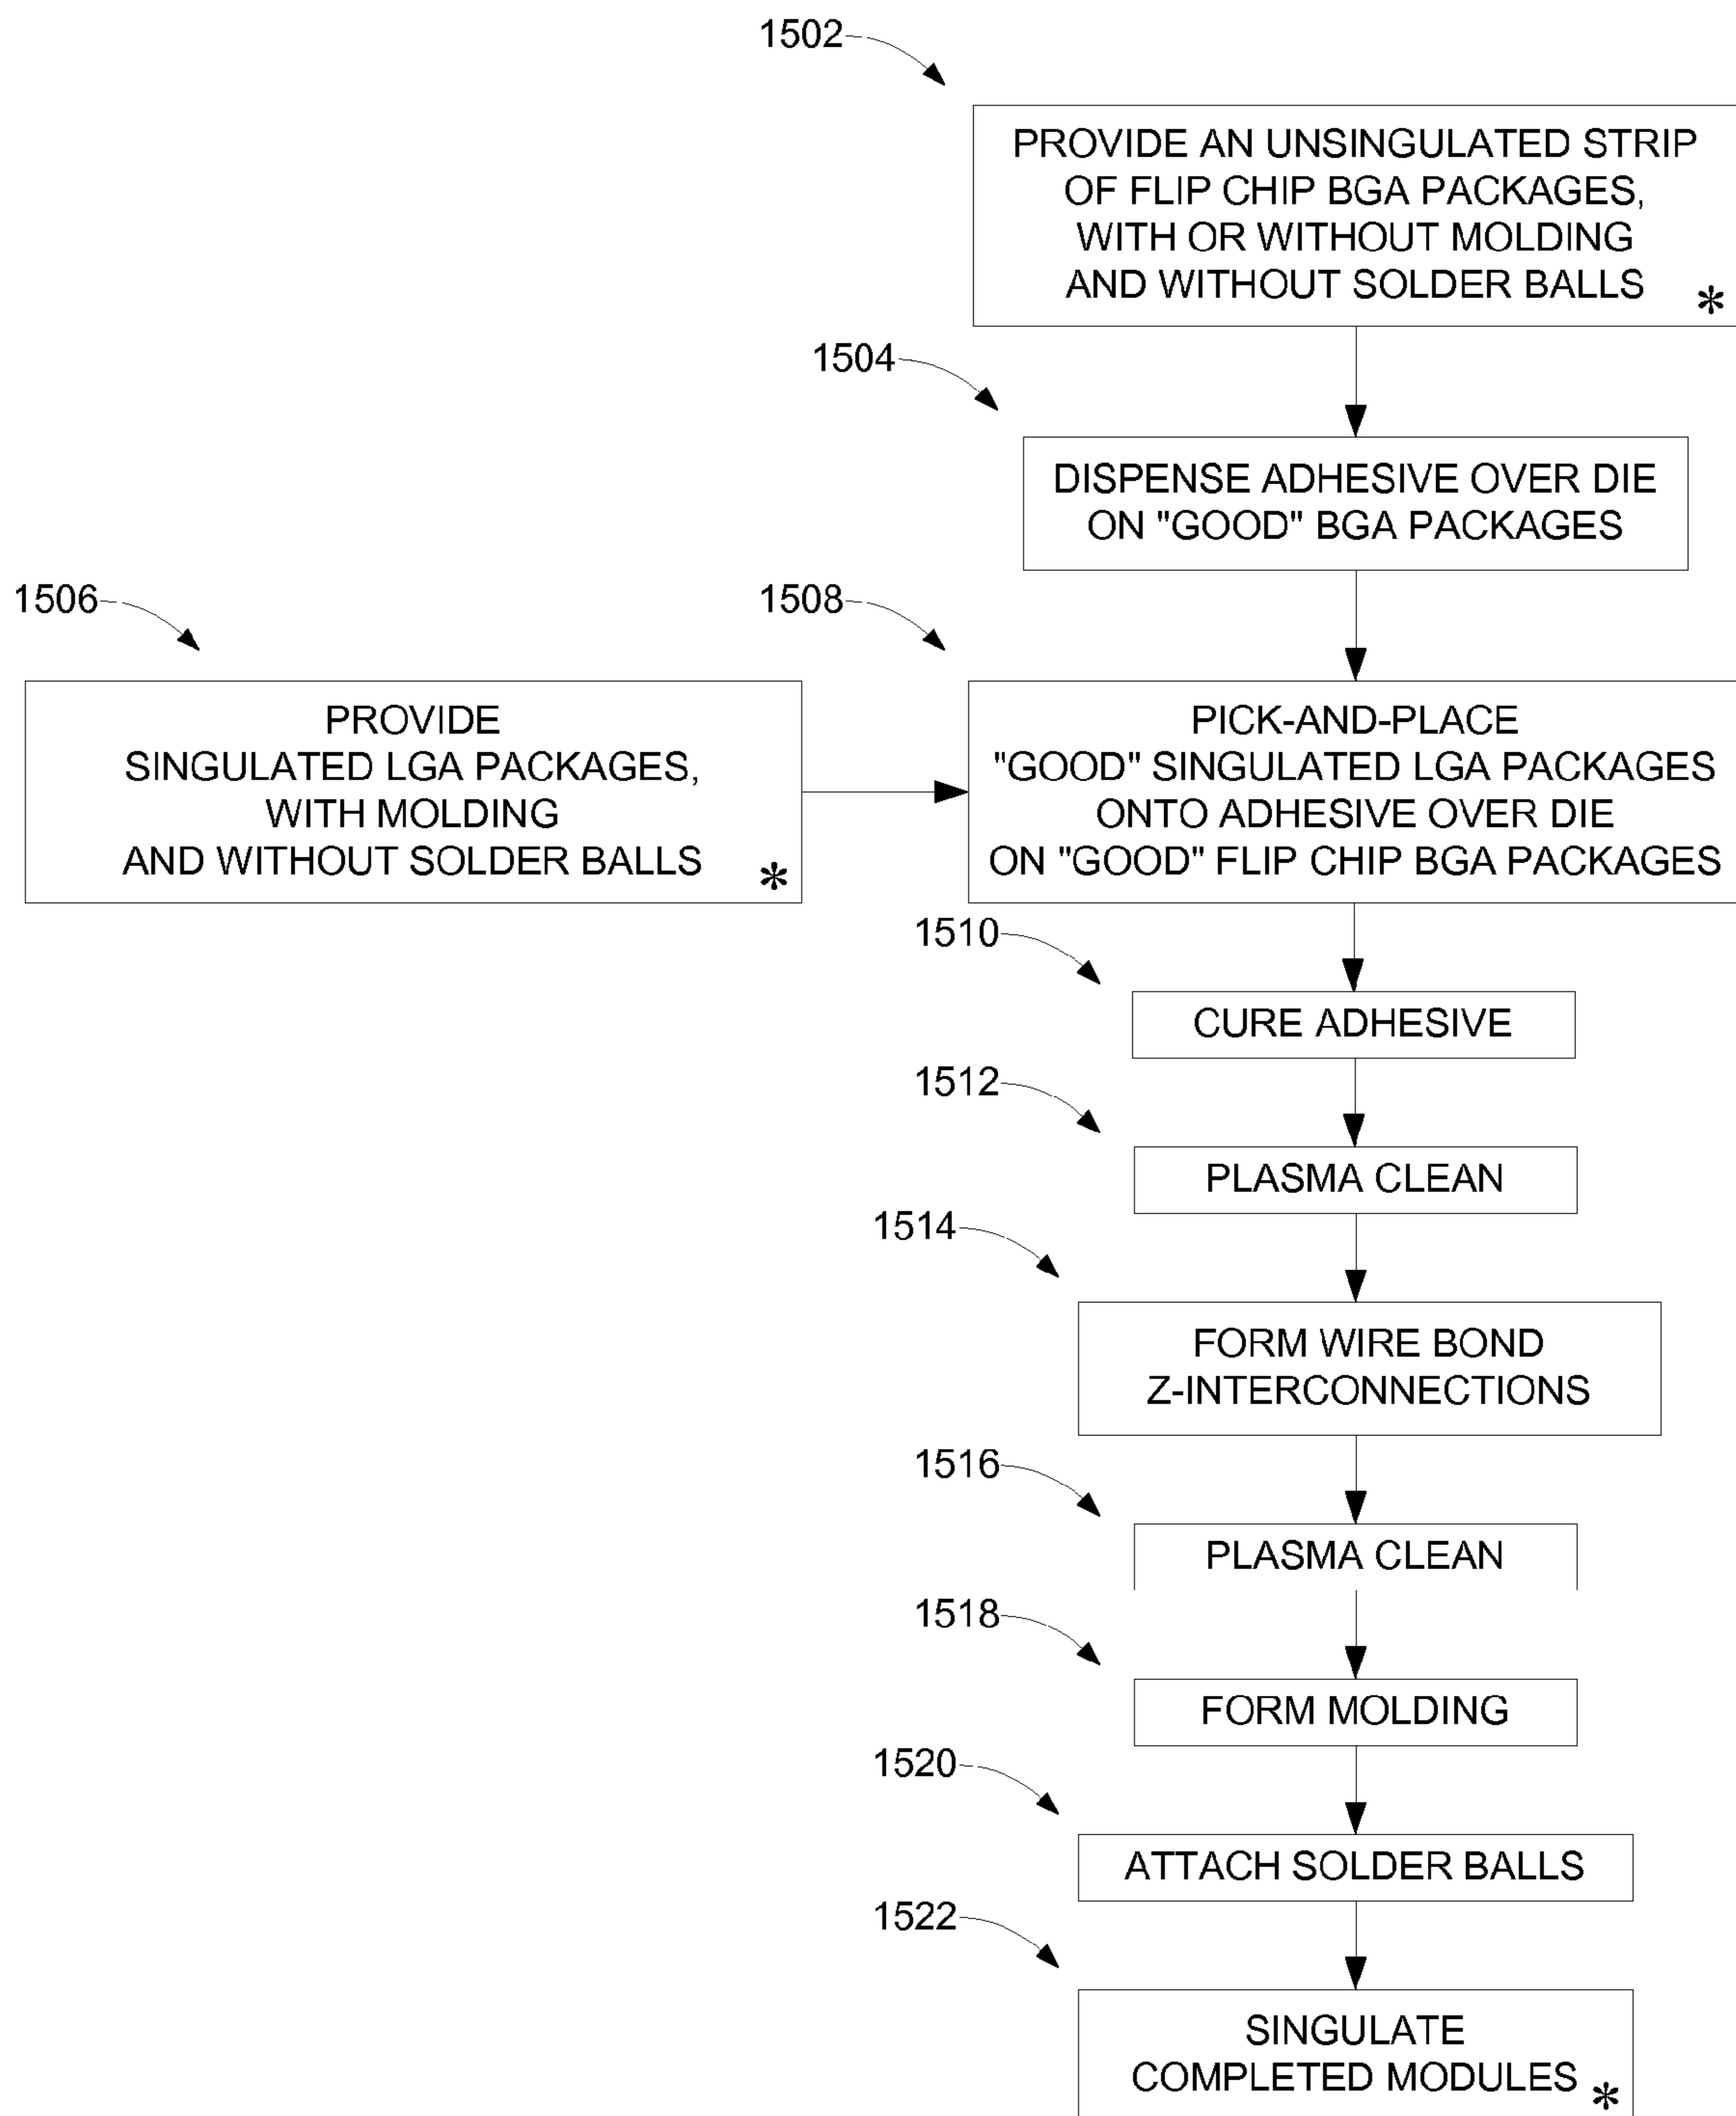 1502
PROVIDE AN UNSINGULATED STRIP
OF FLIP CHIP BGA PACKAGES,
WITH OR WITHOUT MOLDING
AND WITHOUT SOLDER BALLS *
1504
DISPENSE ADHESIVE OVER DIE
ON "GOOD" BGA PACKAGES
1506
PROVIDE
SINGULATED LGA PACKAGES,
WITH MOLDING
AND WITHOUT SOLDER BALLS *
1508
PICK-AND-PLACE
"GOOD" SINGULATED LGA PACKAGES
ONTO ADHESIVE OVER DIE
ON "GOOD" FLIP CHIP BGA PACKAGES
1510
CURE ADHESIVE
1512
PLASMA CLEAN
1514
FORM WIRE BOND
Z-INTERCONNECTIONS
1516
PLASMA CLEAN
1518
FORM MOLDING
1520
ATTACH SOLDER BALLS
1522
SINGULATE
COMPLETED MODULES *